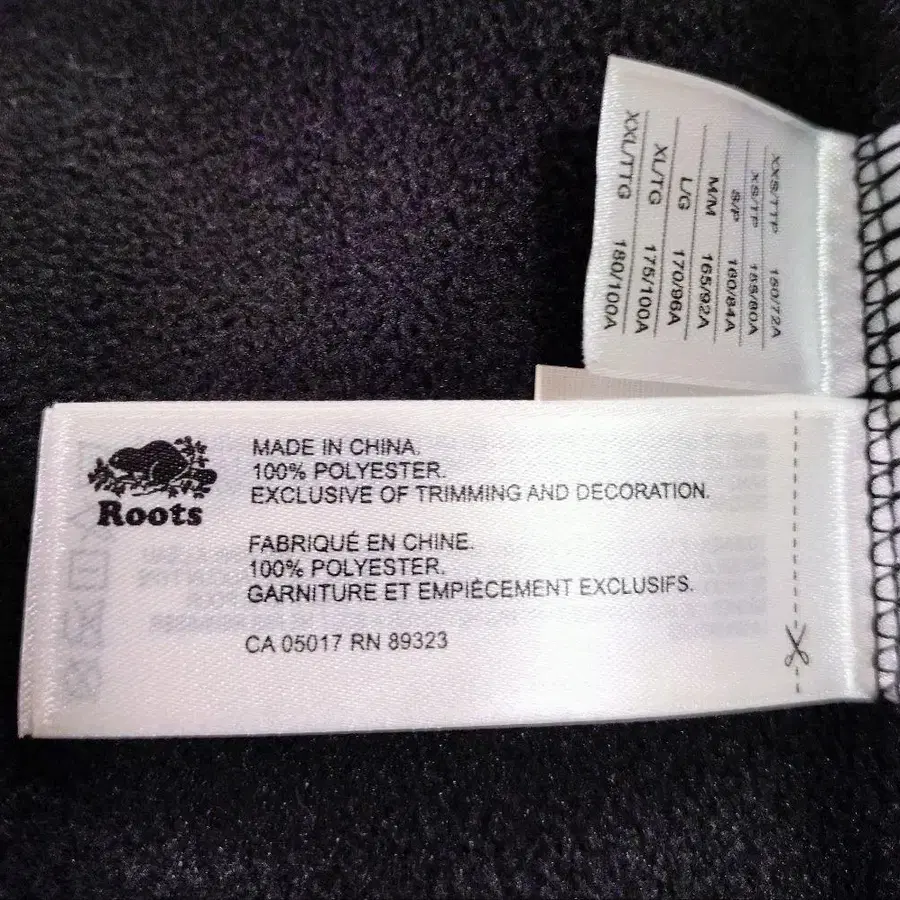 XXS/TTP 150/72A
XS/TP 155/80A
S/P 160/84A
M/M 165/92A
L/G 170/96A
XL/TG 175/100A
XXL/TTG 180/100A
Roots
MADE IN CHINA.
100% POLYESTER.
EXCLUSIVE OF TRIMMING AND DECORATION.
FABRIQUÉ EN CHINE.
100% POLYESTER.
GARNITURE ET EMPIÈCEMENT EXCLUSIFS.
CA 05017 RN 89323